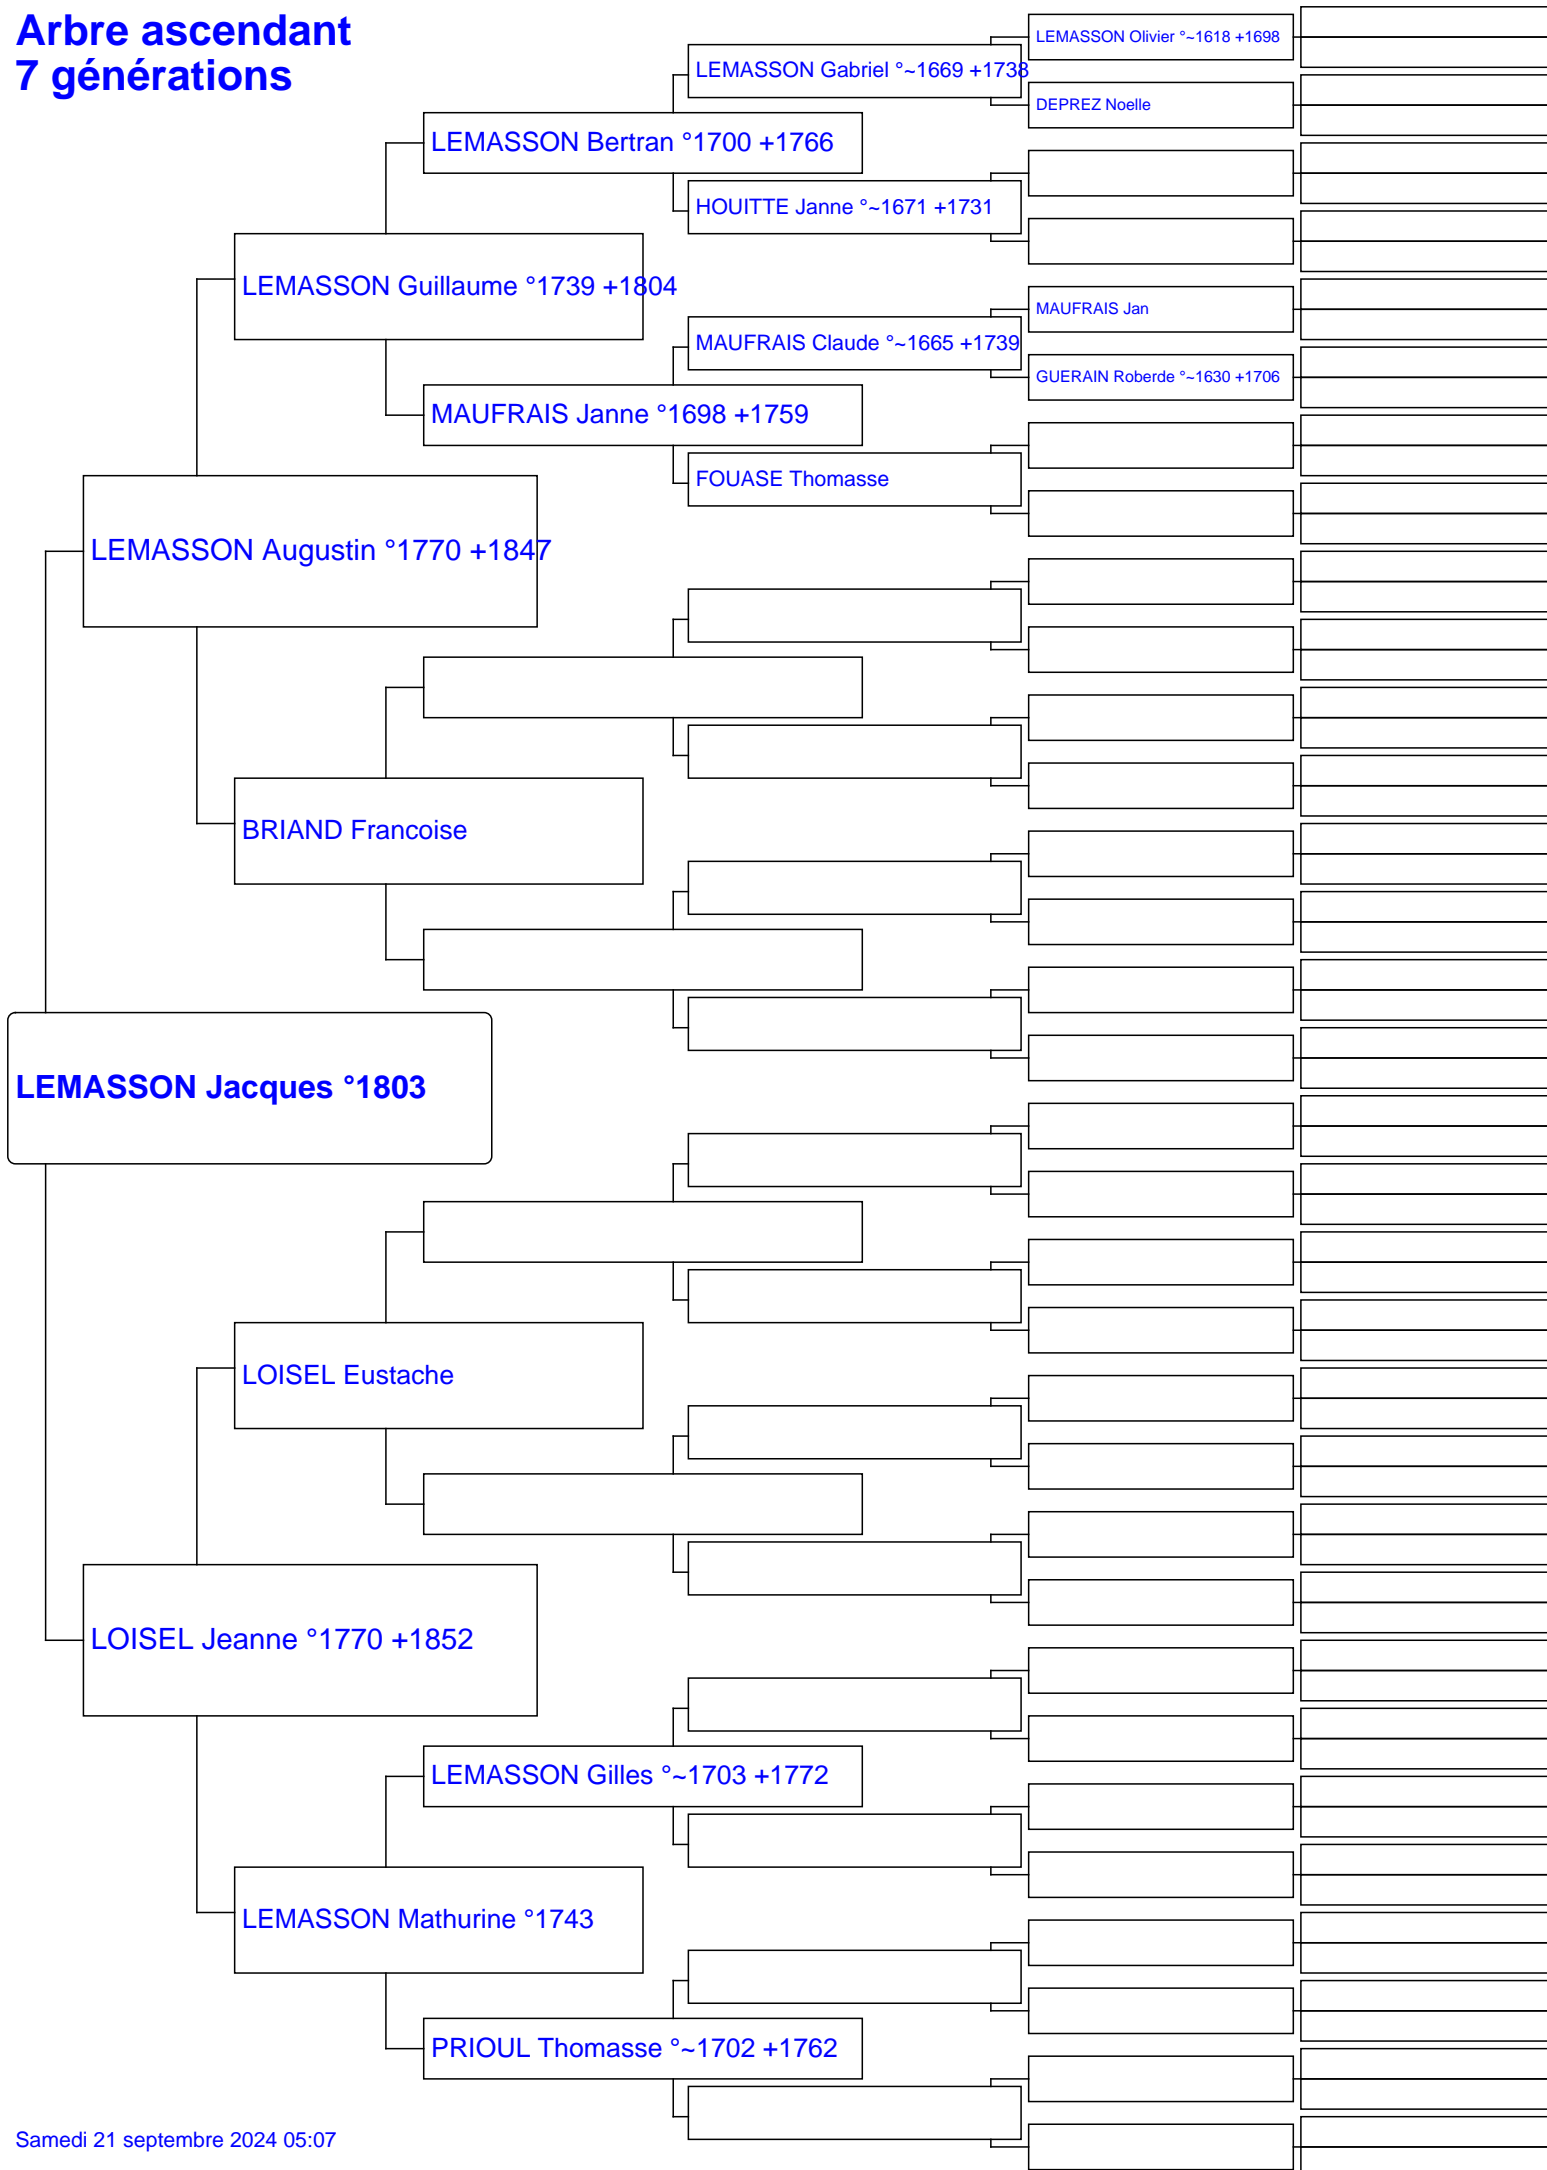 Arbre ascendant
7 générations
LEMASSON Olivier °~1618 +1698
LEMASSON Gabriel °~1669 +1738
DEPREZ Noelle
LEMASSON Bertran °1700 +1766
HOUITTE Janne °~1671 +1731
LEMASSON Guillaume °1739 +1804
MAUFRAIS Jan
MAUFRAIS Claude °~1665 +1739
GUERAIN Roberde °~1630 +1706
MAUFRAIS Janne °1698 +1759
FOUASE Thomasse
LEMASSON Augustin °1770 +1847
BRIAND Francoise
LEMASSON Jacques °1803
LOISEL Eustache
LOISEL Jeanne °1770 +1852
LEMASSON Gilles °~1703 +1772
LEMASSON Mathurine °1743
PRIOUL Thomasse °~1702 +1762
Samedi 21 septembre 2024 05:07